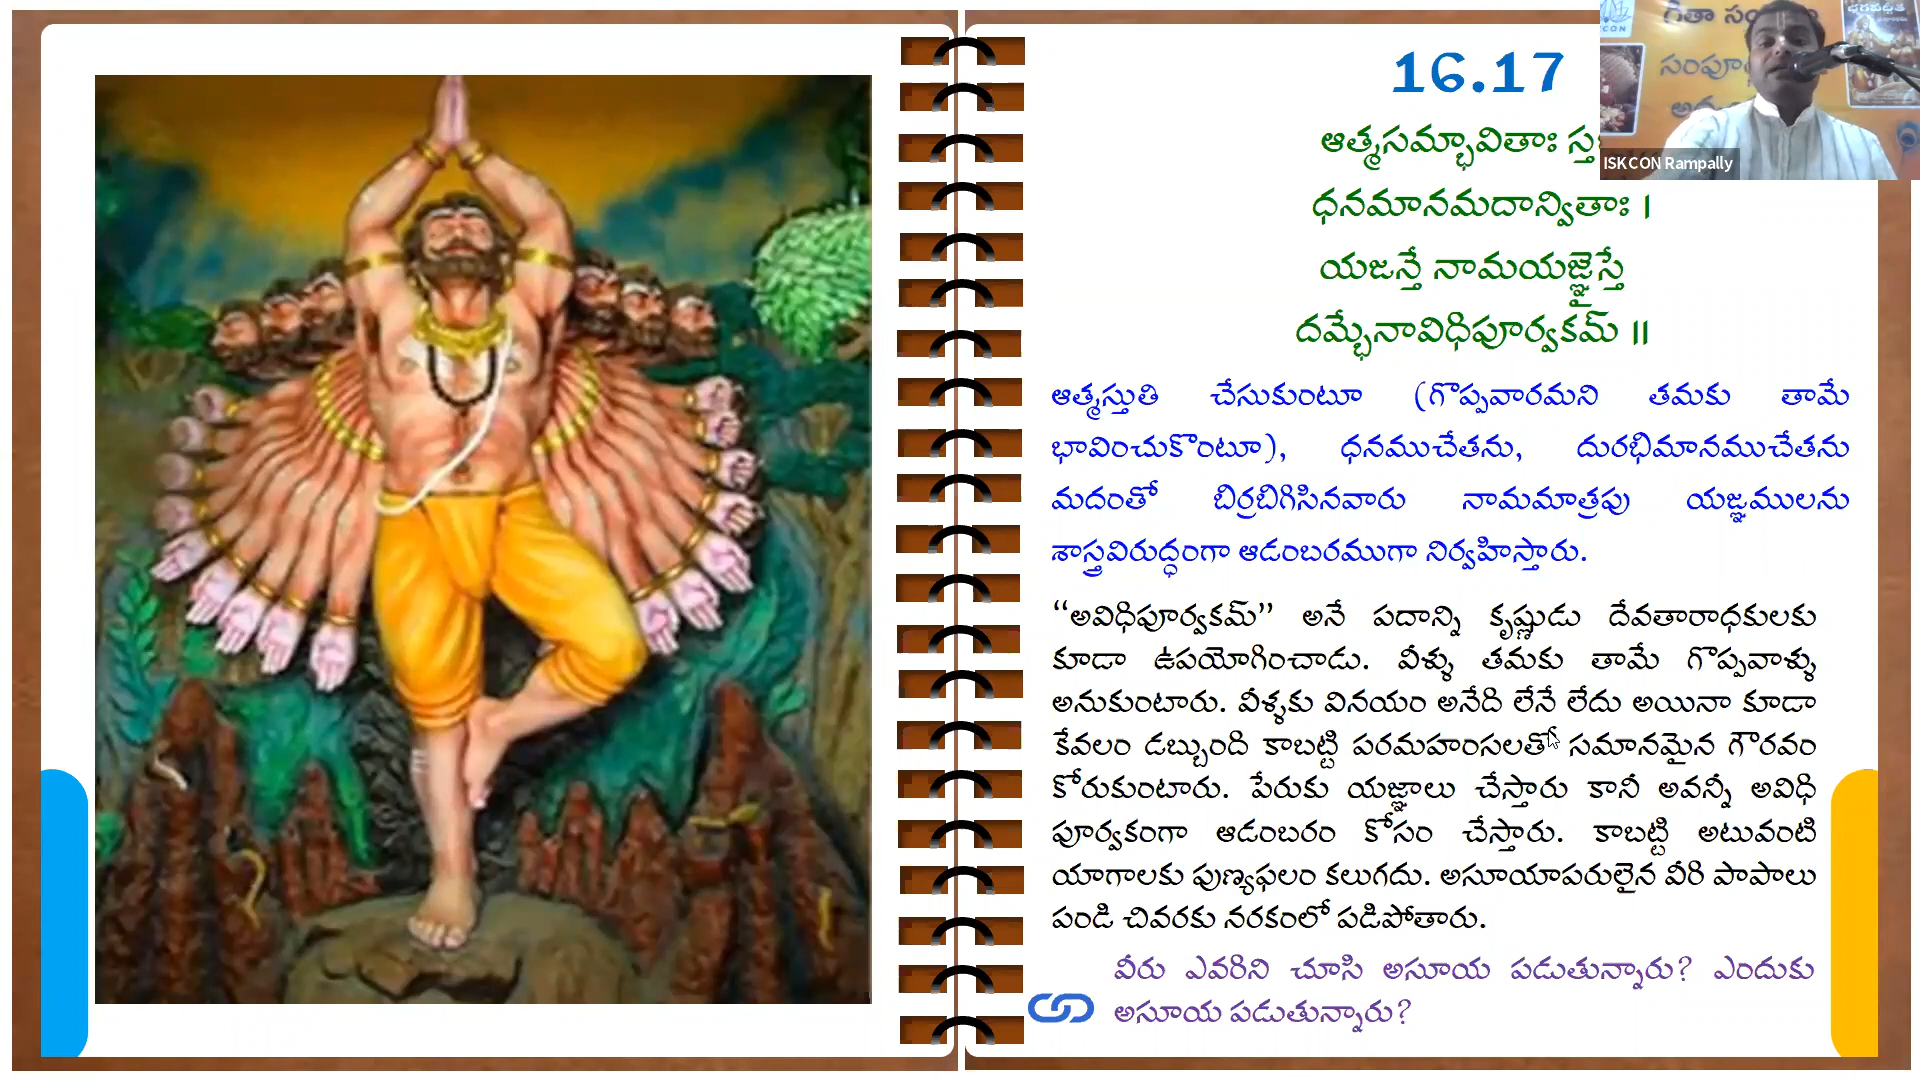 16.17
ఆత్మసమ్భావితాః
ధనమానమదాన్వితాః ।
యజన్తే నామయజ్ఞైస్తే
దమ్భేనావిధిపూర్వకమ్ ॥
ఆత్మస్తుతి చేసుకుంటూ (గొప్పవారమని తమకు తామే
భావించుకొంటూ), ధనముచేతను, దురభిమానముచేతను
మదంతో బిర్రబిగిసినవారు నామమాత్రపు యజ్ఞములను
శాస్త్రవిరుద్ధంగా ఆడంబరముగా నిర్వహిస్తారు.
“అవిధిపూర్వకమ్” అనే పదాన్ని కృష్ణుడు దేవతారాధకులకు
కూడా ఉపయోగించాడు. వీళ్ళు తమకు తామే గొప్పవాళ్ళు
అనుకుంటారు. వీళ్ళకు వినయం అనేది లేనే లేదు అయినా కూడా
కేవలం డబ్బుంది కాబట్టి పరమహంసలతో సమానమైన గౌరవం
కోరుకుంటారు. పేరుకు యజ్ఞాలు చేస్తారు కానీ అవన్నీ అవిధి
పూర్వకంగా ఆడంబరం కోసం చేస్తారు. కాబట్టి అటువంటి
యాగాలకు పుణ్యఫలం కలుగదు. అసూయాపరులైన వీరి పాపాలు
పండి చివరకు నరకంలో పడిపోతారు.
వీరు ఎవరిని చూసి అసూయ పడుతున్నారు? ఎందుకు
అసూయ పడుతున్నారు?
గీతా
ISKCON Rampally